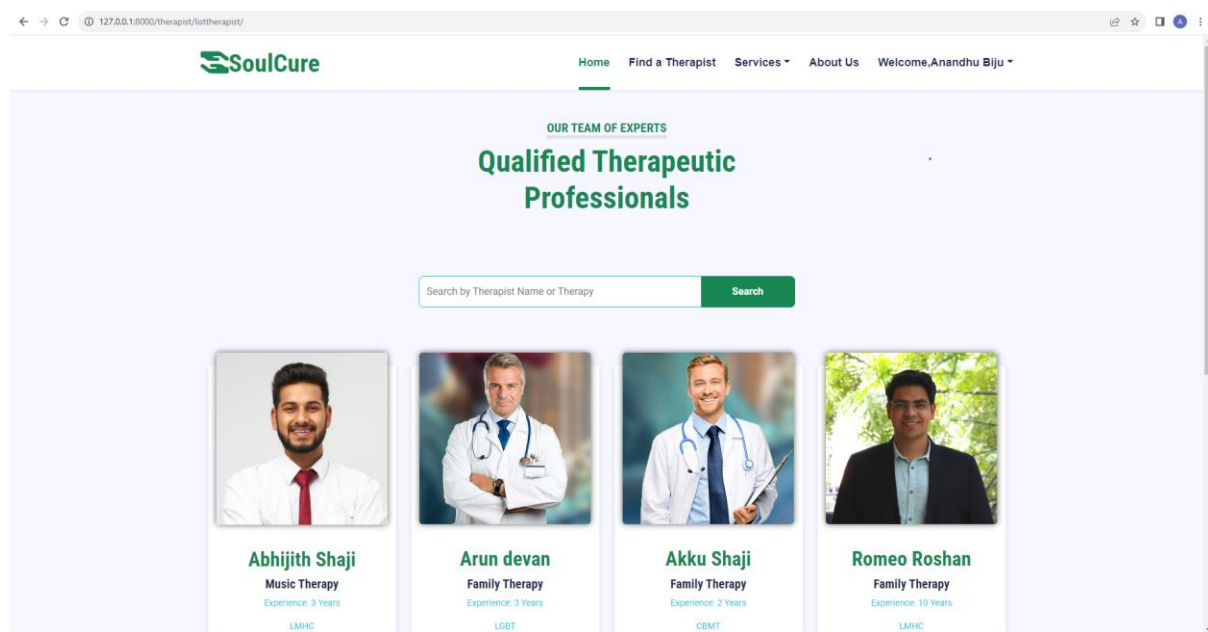 127.0.0.1:8000/therapist/listtherapist/
A
SoulCure
Home Find a Therapist Services About Us Welcome,Anandhu Biju
OUR TEAM OF EXPERTS
Qualified Therapeutic
Professionals
Search by Therapist Name or Therapy Search
Abhijith Shaji Arun devan Akku Shaji Romeo Roshan
Music Therapy Family Therapy Family Therapy Family Therapy
Experience: 3 Years Experience: 3 Years Experience: 2 Years Experience: 10 Years
LMHC LGBT CBMT LMHC